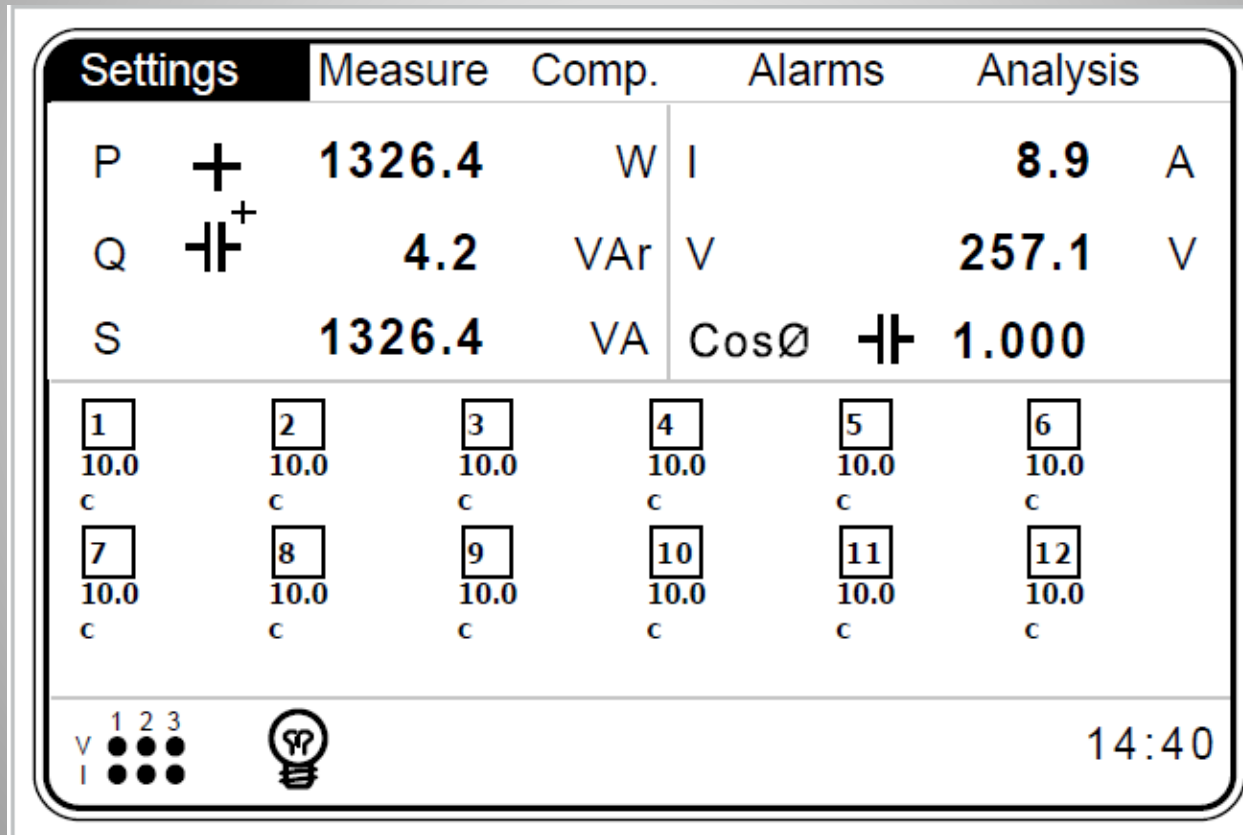 Settings Measure Comp. Alarms Analysis
P + 1326.4 W I 8.9 A
Q + 4.2 VAr V 257.1 V
S 1326.4 VA CosØ 1.000
1 2 3 4 5 6
10.0 10.0 10.0 10.0 10.0 10.0
c c c c c c
7 8 9 10 11 12
10.0 10.0 10.0 10.0 10.0 10.0
c c c c c c
1 2 3
V
I
14:40